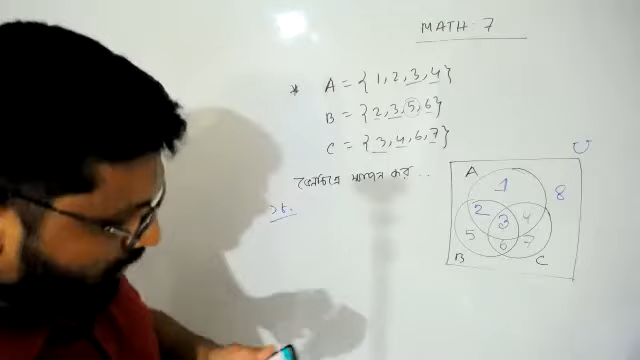 MATH - 7
* A = { 1, 2, 3, 4}
B = { 2, 3, 5, 6}
C = { 3, 4, 6, 7}
ভেনচিত্রে স্থাপন কর . .
U
A
1
8
2
3
4
5
6
7
B
C